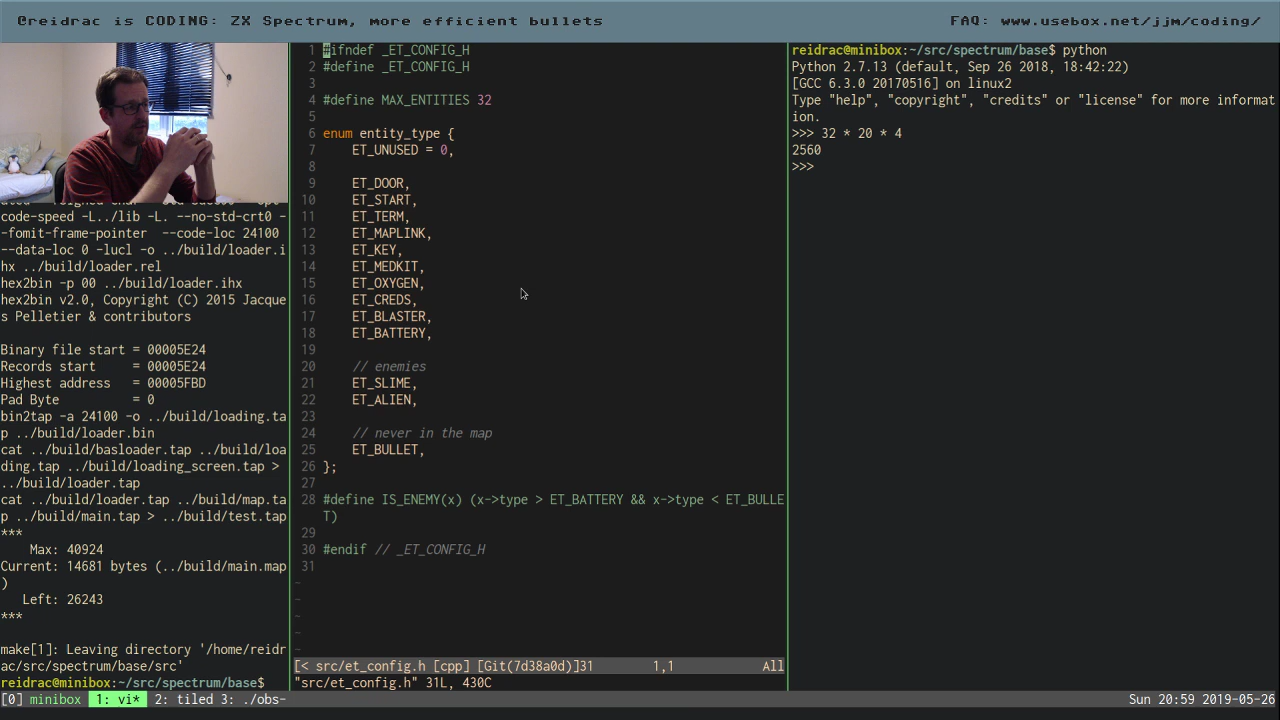 @reidrac is CODING: ZX Spectrum, more efficient bullets
FAQ: www.usebox.net/jjm/coding/
code-speed -L../lib -L. --no-std-crt0 -
-fomit-frame-pointer  --code-loc 24100
--data-loc 0 -lucl -o ../build/loader.i
hx ../build/loader.rel
hex2bin -p 00 ../build/loader.ihx
hex2bin v2.0, Copyright (C) 2015 Jacque
s Pelletier & contributors
Binary file start = 00005E24
Records start     = 00005E24
Highest address   = 00005FBD
Pad Byte          = 0
bin2tap -a 24100 -o ../build/loading.ta
p ../build/loader.bin
cat ../build/basloader.tap ../build/loa
ding.tap ../build/loading_screen.tap >
../build/loader.tap
cat ../build/loader.tap ../build/map.ta
p ../build/main.tap > ../build/test.tap
***
    Max: 40924
Current: 14681 bytes (../build/main.map
)
   Left: 26243
***
make[1]: Leaving directory '/home/reidr
ac/src/spectrum/base/src'
reidrac@minibox:~/src/spectrum/base$
1 #ifndef _ET_CONFIG_H
2 #define _ET_CONFIG_H
3
4 #define MAX_ENTITIES 32
5
6 enum entity_type {
7     ET_UNUSED = 0,
8
9     ET_DOOR,
10     ET_START,
11     ET_TERM,
12     ET_MAPLINK,
13     ET_KEY,
14     ET_MEDKIT,
15     ET_OXYGEN,
16     ET_CREDS,
17     ET_BLASTER,
18     ET_BATTERY,
19
20     // enemies
21     ET_SLIME,
22     ET_ALIEN,
23
24     // never in the map
25     ET_BULLET,
26 };
27
28 #define IS_ENEMY(x) (x->type > ET_BATTERY && x->type < ET_BULLE
T)
29
30 #endif // _ET_CONFIG_H
31
~
~
~
~
~
[< src/et_config.h [cpp] [Git(7d38a0d)]31        1,1            All
"src/et_config.h" 31L, 430C
reidrac@minibox:~/src/spectrum/base$ python
Python 2.7.13 (default, Sep 26 2018, 18:42:22)
[GCC 6.3.0 20170516] on linux2
Type "help", "copyright", "credits" or "license" for more informat
ion.
>>> 32 * 20 * 4
2560
>>>
[0] minibox  1: vi* 2: tiled 3: ./obs-
Sun 20:59 2019-05-26